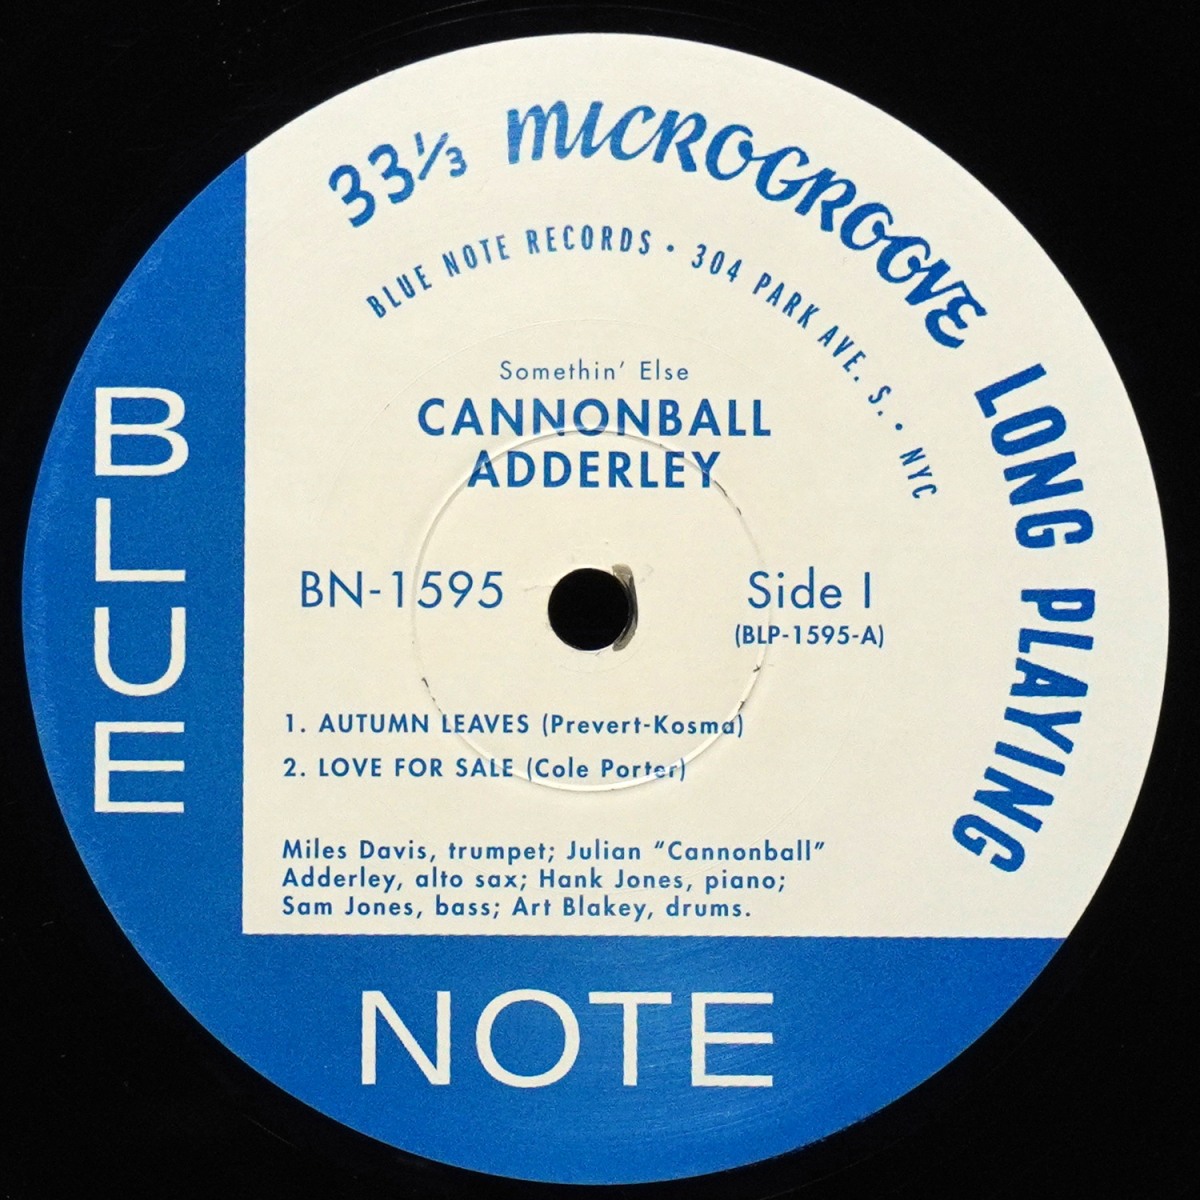 33⅓ MICROGROOVE LONG PLAYING
BLUE NOTE RECORDS • 304 PARK AVE. S. • NYC
Somethin' Else
CANNONBALL
ADDERLEY
BN-1595
Side I
(BLP-1595-A)
1. AUTUMN LEAVES (Prevert-Kosma)
2. LOVE FOR SALE (Cole Porter)
Miles Davis, trumpet; Julian "Cannonball"
Adderley, alto sax; Hank Jones, piano;
Sam Jones, bass; Art Blakey, drums.
BLUE
NOTE